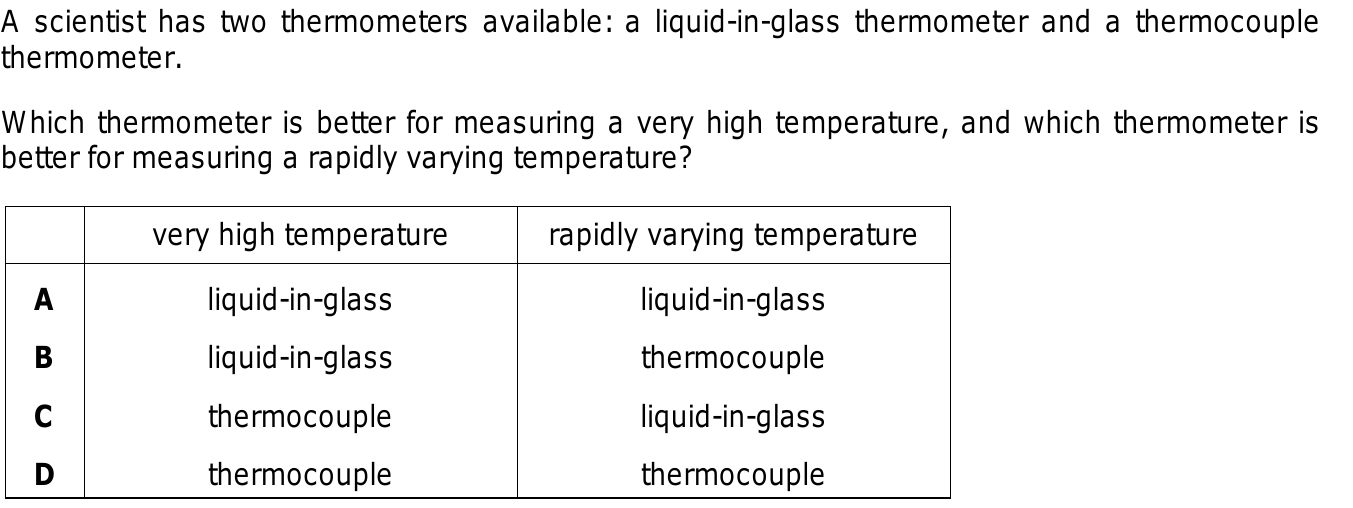 A scientist has two thermometers available: a liquid-in-glass thermometer and a thermocouple
thermometer.
Which thermometer is better for measuring a very high temperature, and which thermometer is
better for measuring a rapidly varying temperature?
very high temperature rapidly varying temperature
A liquid-in-glass liquid-in-glass
B liquid-in-glass thermocouple
C thermocouple liquid-in-glass
D thermocouple thermocouple